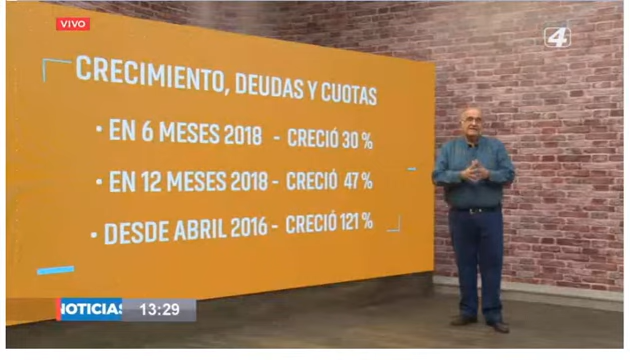 VIVO
4
CRECIMIENTO, DEUDAS Y CUOTAS
• EN 6 MESES 2018 - CRECIÓ 30 %
• EN 12 MESES 2018 - CRECIÓ 47 %
• DESDE ABRIL 2016 - CRECIÓ 121 %
NOTICIAS 13:29